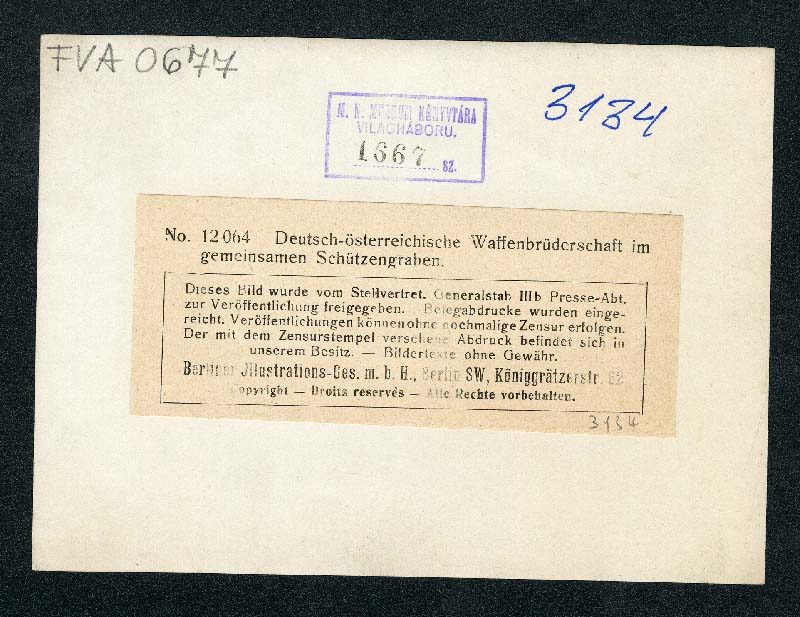 FVA 0677
3134
M. N. MUZEUM KÖNYVTÁRA
VILÁGHÁBORU.
1667 SZ.
No. 12064 Deutsch-österreichische Waffenbrüderschaft im
gemeinsamen Schützengraben.
Dieses Bild wurde vom Stellvertret. Generalstab IIIb Presse-Abt.
zur Veröffentlichung freigegeben. Belegabdrucke wurden einge-
reicht. Veröffentlichungen können ohne nochmalige Zensur erfolgen.
Der mit dem Zensurstempel versehene Abdruck befindet sich in
unserem Besitz. — Bildertexte ohne Gewähr.
Berliner Jllustrations-Ges. m. b. H., Berlin SW, Königgrätzerstr. 62
Copyright — Droits reservés — Alle Rechte vorbehalten.
3134